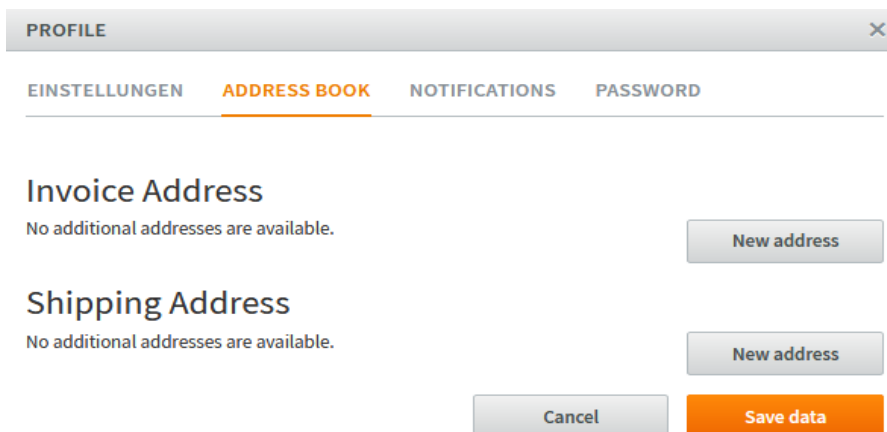 PROFILE
EINSTELLUNGEN ADDRESS BOOK NOTIFICATIONS PASSWORD
Invoice Address
No additional addresses are available.
New address
Shipping Address
No additional addresses are available.
New address
Cancel Save data